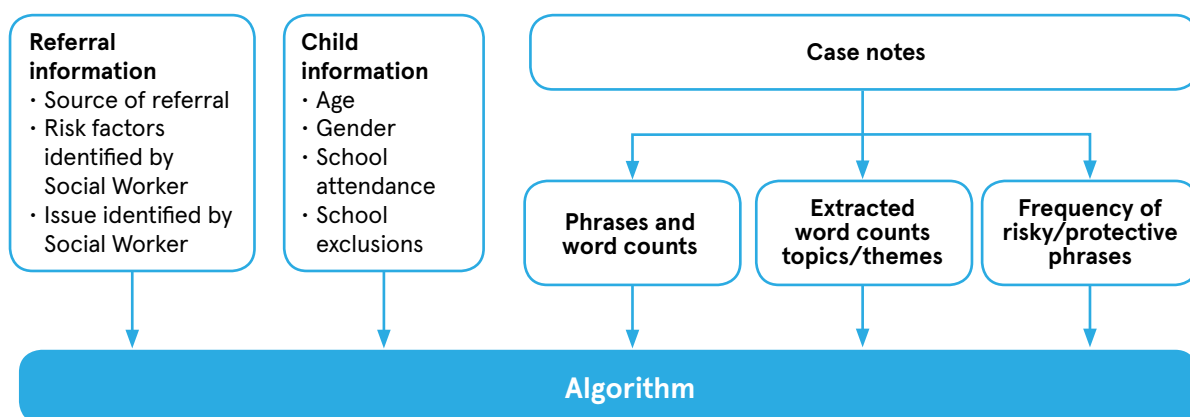 Referral
information
· Source of referral
· Risk factors
identified by
Social Worker
· Issue identified by
Social Worker
Child
information
· Age
· Gender
· School
attendance
· School
exclusions
Case notes
Phrases and
word counts
Extracted
word counts
topics/themes
Frequency of
risky/protective
phrases
Algorithm